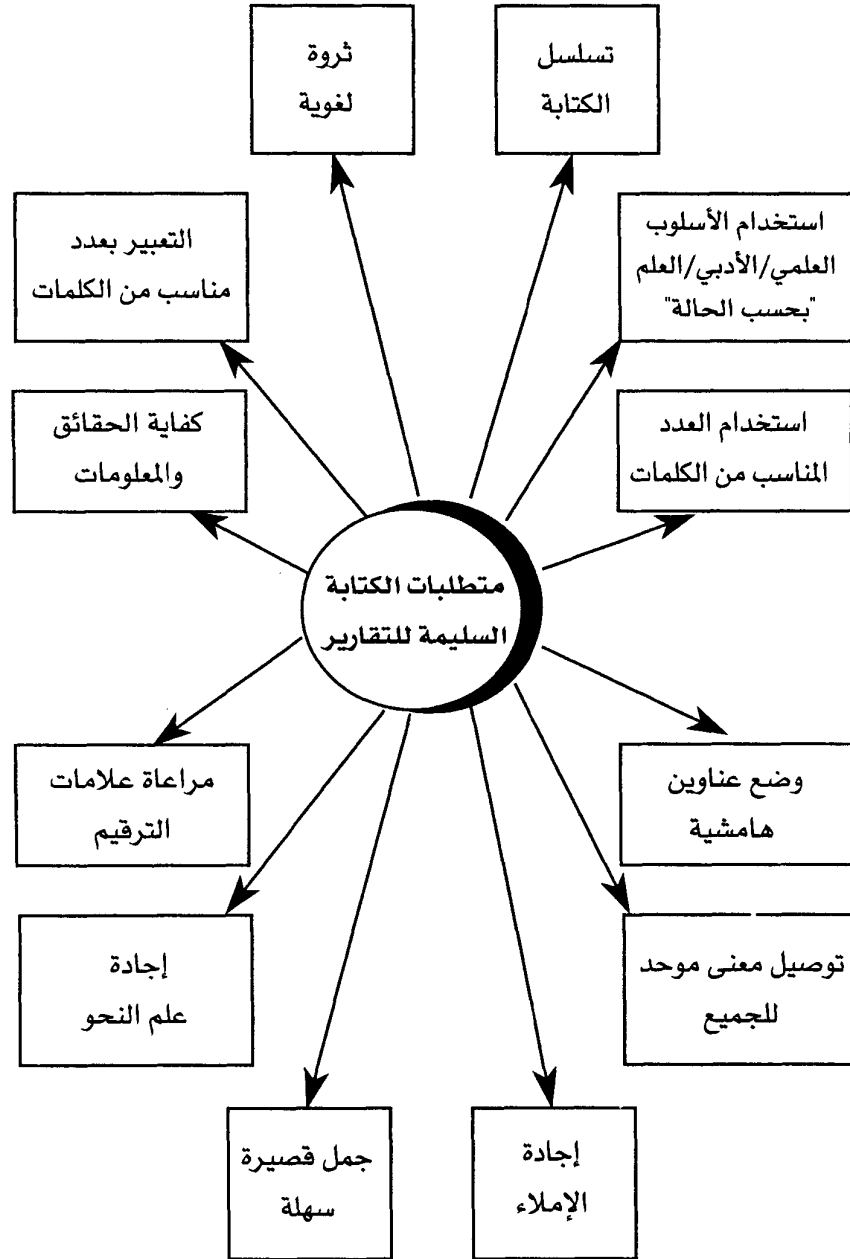 تسلسل
الكتابة
ثروة
لغوية
استخدام الأسلوب
العلمي/الأدبي/العلم
"بحسب الحالة"
التعبير بعدد
مناسب من الكلمات
استخدام العدد
المناسب من الكلمات
كفاية الحقائق
والمعلومات
متطلبات الكتابة
السليمة للتقارير
وضع عناوين
هامشية
مراعاة علامات
الترقيم
توصيل معنى موحد
للجميع
إجادة
علم النحو
إجادة
الإملاء
جمل قصيرة
سهلة